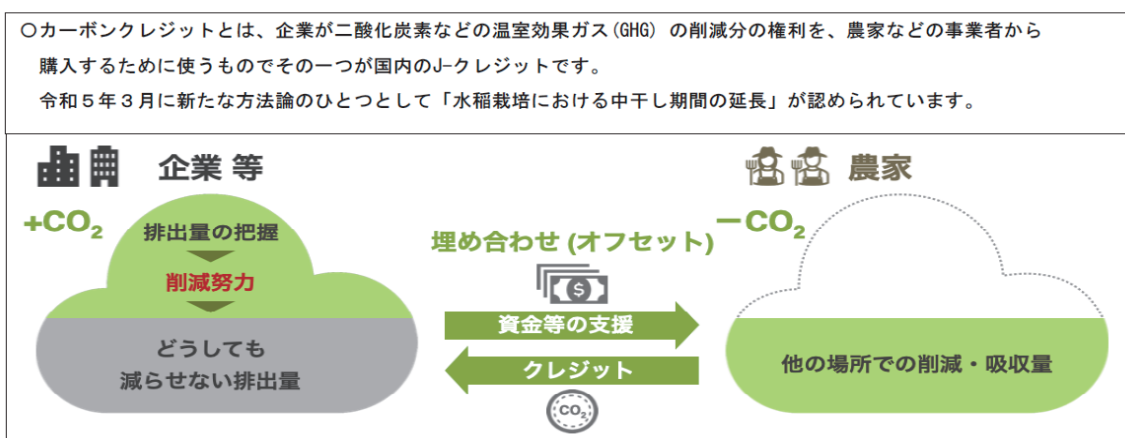 〇カーボンクレジットとは、企業が二酸化炭素などの温室効果ガス(GHG) の削減分の権利を、農家などの事業者から
購入するために使うものでその一つが国内のJ-クレジットです。
令和５年３月に新たな方法論のひとつとして「水稲栽培における中干し期間の延長」が認められています。
企業 等
農家
+CO₂
排出量の把握
削減努力
どうしても
減らせない排出量
埋め合わせ (オフセット)
$
資金等の支援
クレジット
CO₂
−CO₂
他の場所での削減・吸収量